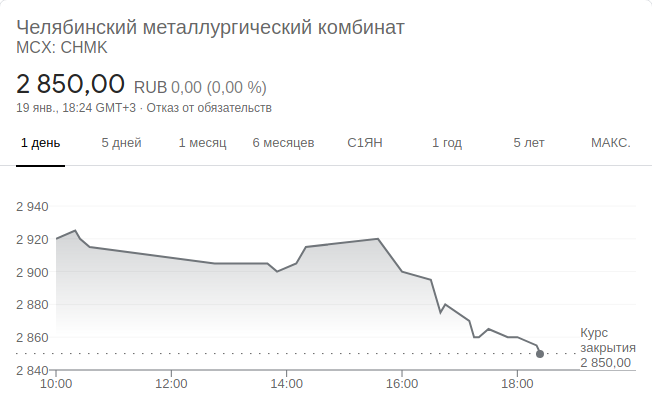 Челябинский металлургический комбинат
MCX: CHMK
2 850,00 RUB 0,00 (0,00 %)
19 янв., 18:24 GMT+3 · Отказ от обязательств
1 день 5 дней 1 месяц 6 месяцев С1ЯН 1 год 5 лет МАКС.
2 940
2 920
2 900
2 880
2 860
2 840
Курс
закрытия
2 850,00
10:00 12:00 14:00 16:00 18:00